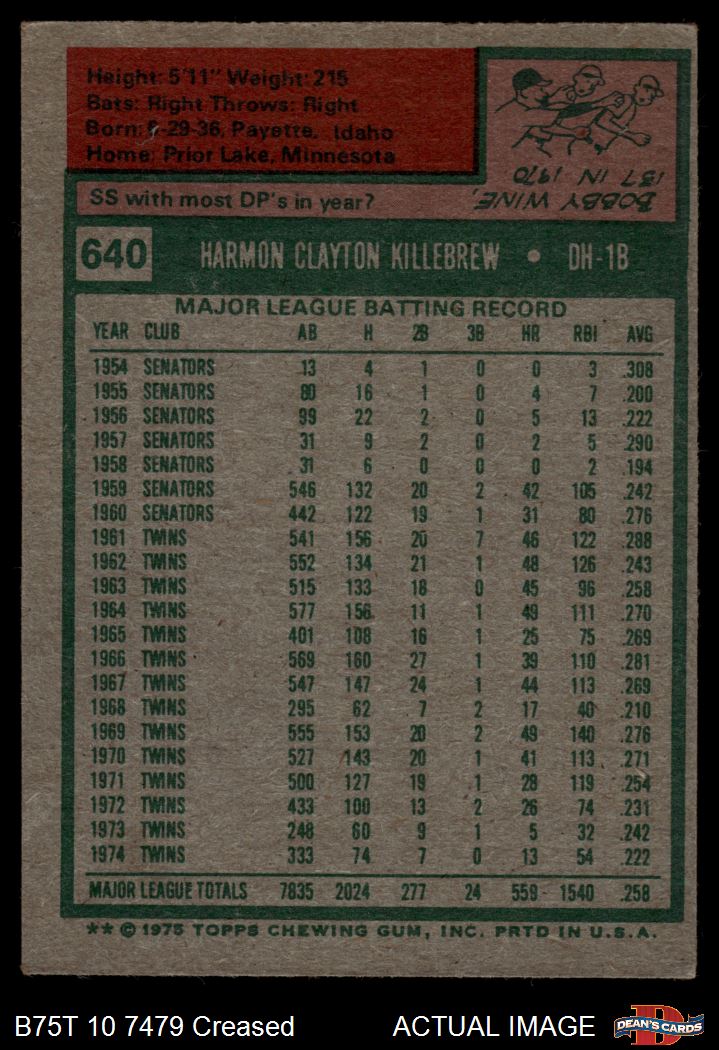 Height: 5'11" Weight: 215
Bats: Right Throws: Right
Born: 6-29-36, Payette, Idaho
Home: Prior Lake, Minnesota
SS with most DP's in year?
BOBBY WINE,
137 IN 1970
640 HARMON CLAYTON KILLEBREW • DH-1B
MAJOR LEAGUE BATTING RECORD
YEAR CLUB AB H 2B 3B HR RBI AVG
1954 SENATORS 13 4 1 0 0 3 .308
1955 SENATORS 80 16 1 0 4 7 .200
1956 SENATORS 99 22 2 0 5 13 .222
1957 SENATORS 31 9 2 0 2 5 .290
1958 SENATORS 31 6 0 0 0 2 .194
1959 SENATORS 546 132 20 2 42 105 .242
1960 SENATORS 442 122 19 1 31 80 .276
1961 TWINS 541 156 20 7 46 122 .288
1962 TWINS 552 134 21 1 48 126 .243
1963 TWINS 515 133 18 0 45 96 .258
1964 TWINS 577 156 11 1 49 111 .270
1965 TWINS 401 108 16 1 25 75 .269
1966 TWINS 569 160 27 1 39 110 .281
1967 TWINS 547 147 24 1 44 113 .269
1968 TWINS 295 62 7 2 17 40 .210
1969 TWINS 555 153 20 2 49 140 .276
1970 TWINS 527 143 20 1 41 113 .271
1971 TWINS 500 127 19 1 28 119 .254
1972 TWINS 433 100 13 2 26 74 .231
1973 TWINS 248 60 9 1 5 32 .242
1974 TWINS 333 74 7 0 13 54 .222
MAJOR LEAGUE TOTALS 7835 2024 277 24 559 1540 .258
** © 1975 TOPPS CHEWING GUM, INC. PRTD IN U.S.A.
B75T 10 7479 Creased ACTUAL IMAGE
DEAN'S CARDS